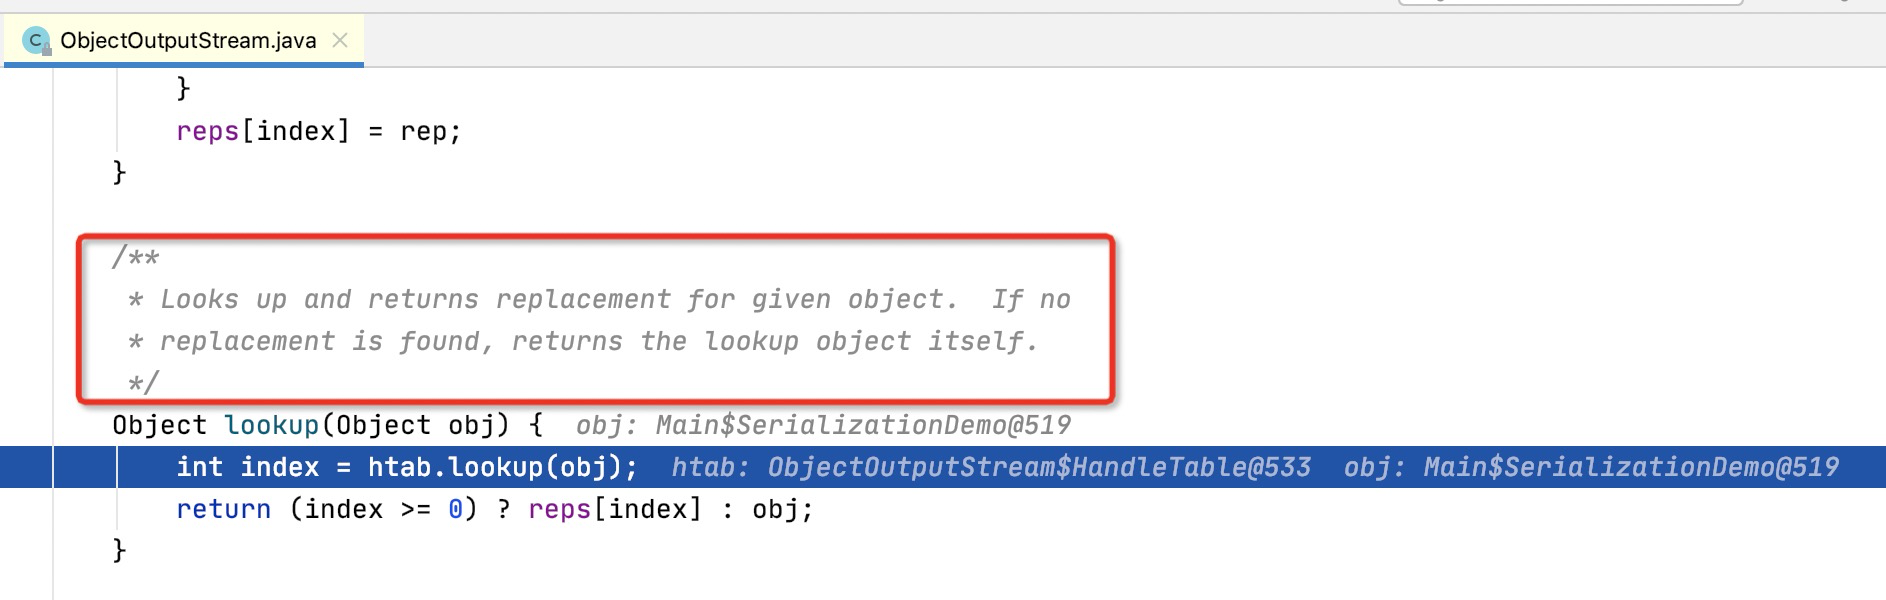 C ObjectOutputStream.java
}
reps[index] = rep;
}
/**
* Looks up and returns replacement for given object.  If no
* replacement is found, returns the lookup object itself.
*/
Object lookup(Object obj) {  obj: Main$SerializationDemo@519
int index = htab.lookup(obj);  htab: ObjectOutputStream$HandleTable@533  obj: Main$SerializationDemo@519
return (index >= 0) ? reps[index] : obj;
}